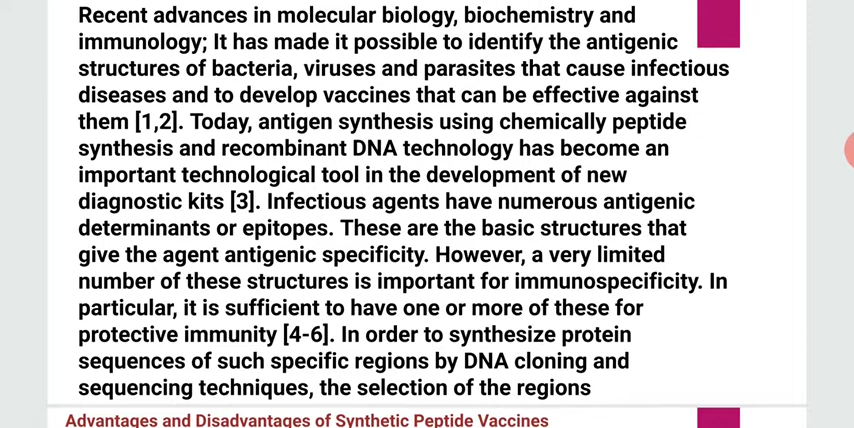 Recent advances in molecular biology, biochemistry and
immunology; It has made it possible to identify the antigenic
structures of bacteria, viruses and parasites that cause infectious
diseases and to develop vaccines that can be effective against
them [1,2]. Today, antigen synthesis using chemically peptide
synthesis and recombinant DNA technology has become an
important technological tool in the development of new
diagnostic kits [3]. Infectious agents have numerous antigenic
determinants or epitopes. These are the basic structures that
give the agent antigenic specificity. However, a very limited
number of these structures is important for immunospecificity. In
particular, it is sufficient to have one or more of these for
protective immunity [4-6]. In order to synthesize protein
sequences of such specific regions by DNA cloning and
sequencing techniques, the selection of the regions
Advantages and Disadvantages of Synthetic Peptide Vaccines